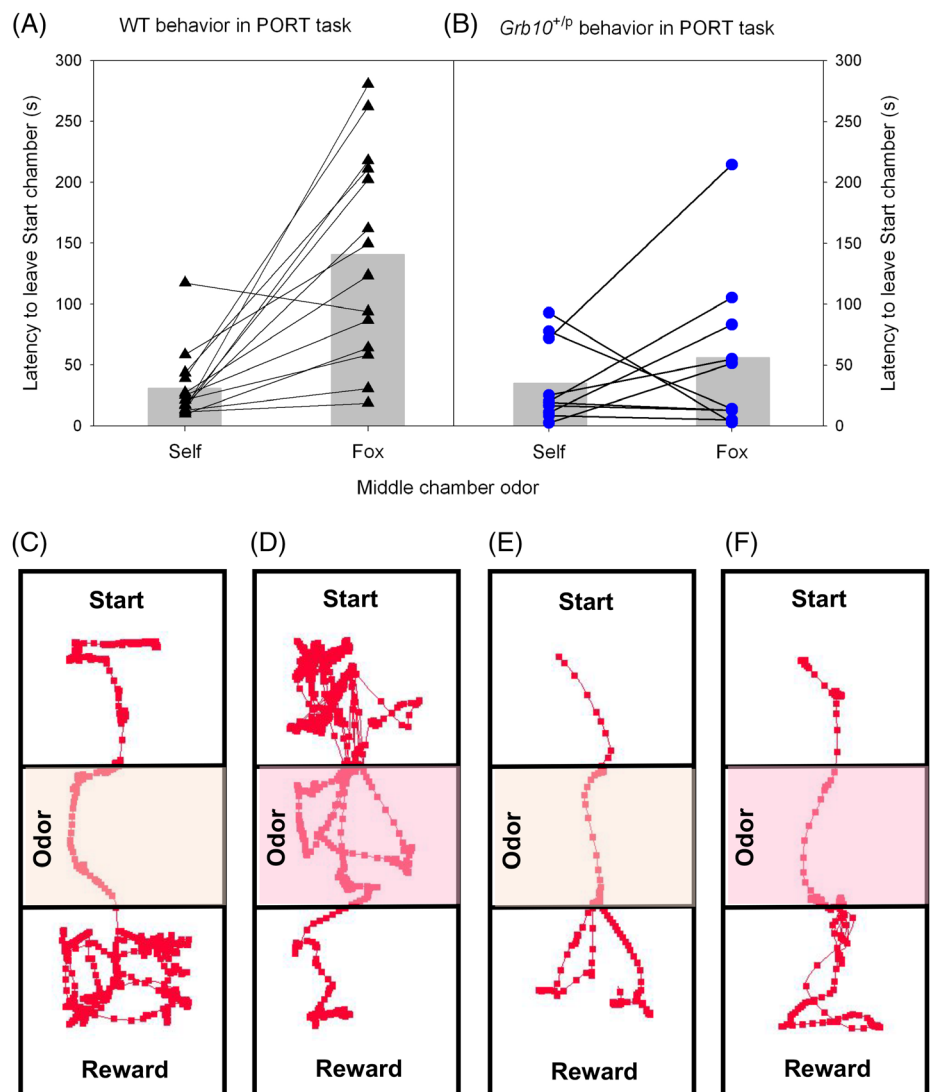 (A) WT behavior in PORT task
(B) Grb10+/p behavior in PORT task
Latency to leave Start chamber (s)
300
250
200
150
100
50
0
Self
Fox
Self
Fox
300
250
200
150
100
50
0
Latency to leave Start chamber (s)
Middle chamber odor
(C)
(D)
(E)
(F)
Start
Start
Start
Start
Odor
Odor
Odor
Odor
Reward
Reward
Reward
Reward